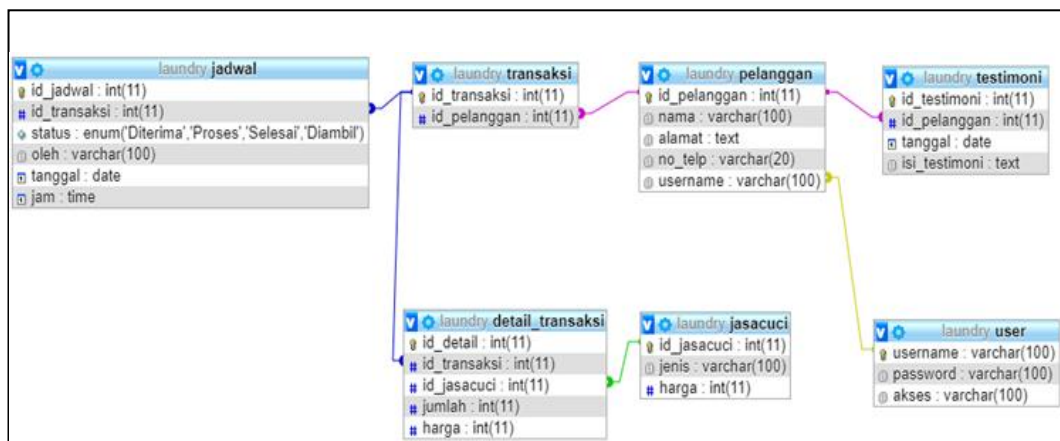 laundry jadwal
id_jadwal : int(11)
id_transaksi : int(11)
status : enum('Diterima','Proses','Selesai','Diambil')
oleh : varchar(100)
tanggal : date
jam : time
laundry transaksi
id_transaksi : int(11)
id_pelanggan : int(11)
laundry pelanggan
id_pelanggan : int(11)
nama : varchar(100)
alamat : text
no_telp : varchar(20)
username : varchar(100)
laundry testimoni
id_testimoni : int(11)
id_pelanggan : int(11)
tanggal : date
isi_testimoni : text
laundry detail_transaksi
id_detail : int(11)
id_transaksi : int(11)
id_jasacuci : int(11)
jumlah : int(11)
harga : int(11)
laundry jasacuci
id_jasacuci : int(11)
jenis : varchar(100)
harga : int(11)
laundry user
username : varchar(100)
password : varchar(100)
akses : varchar(100)